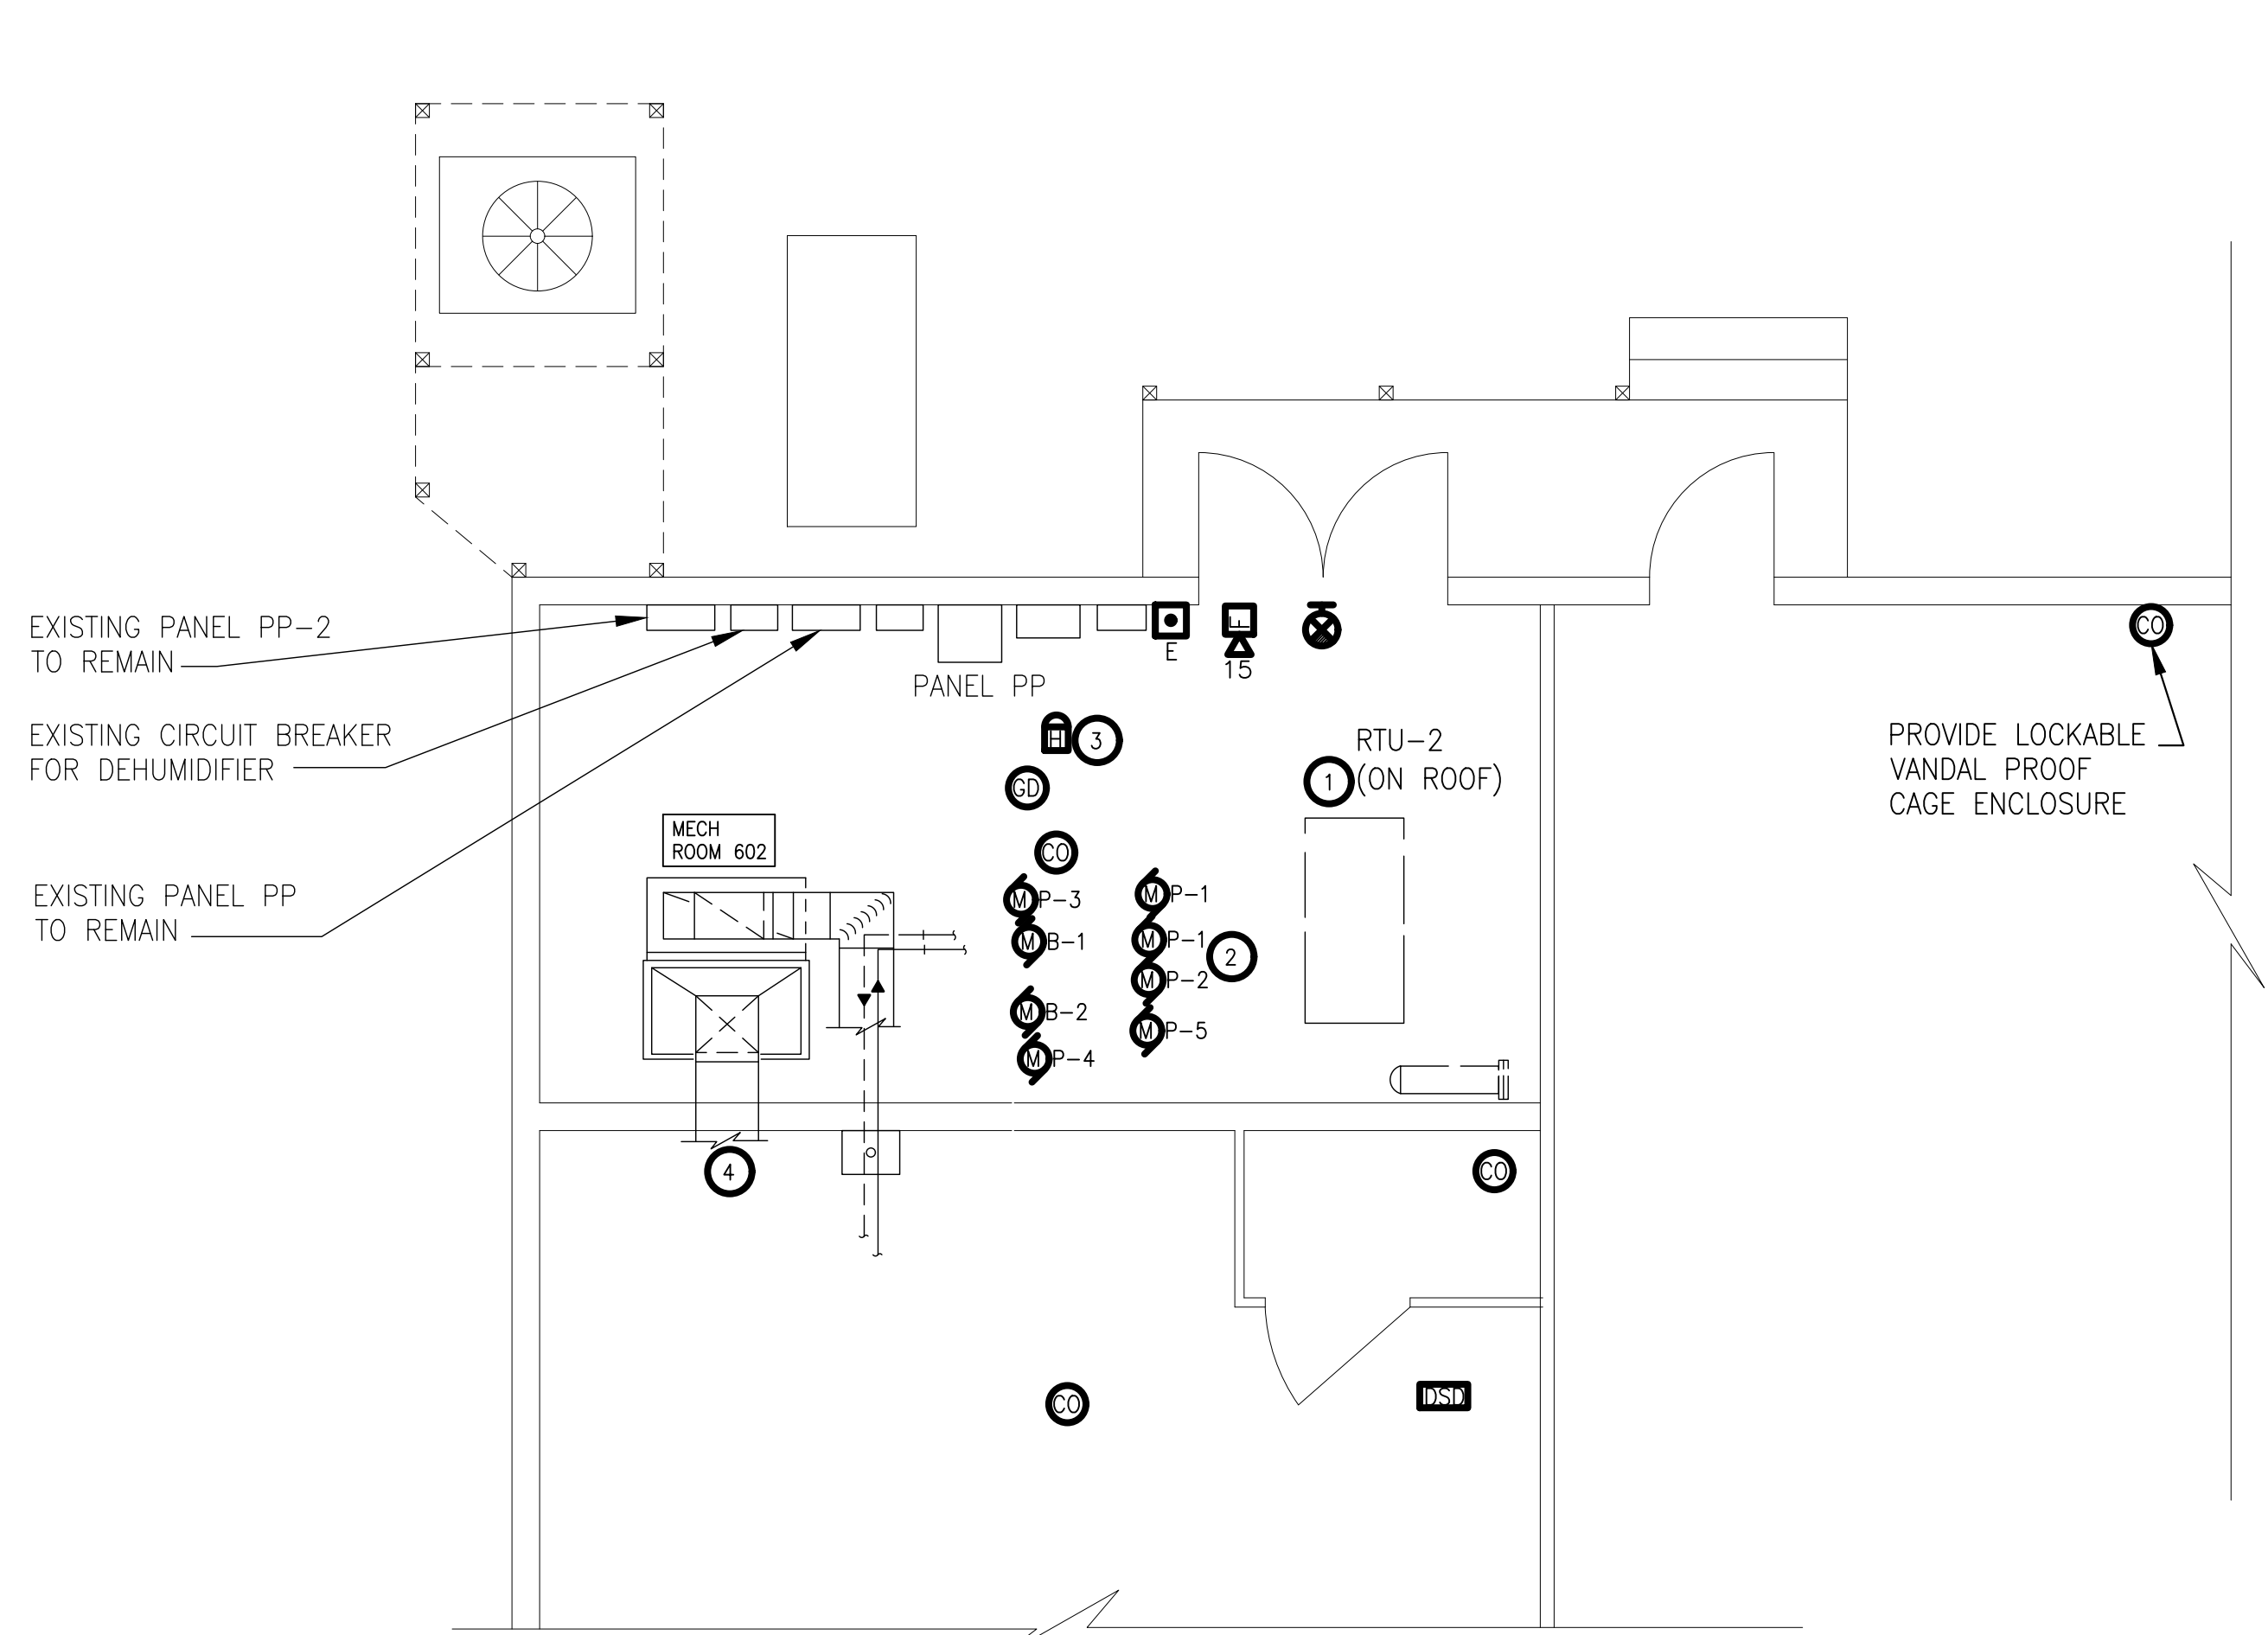 EXISTING PANEL PP-2
TO REMAIN
EXISTING CIRCUIT BREAKER
FOR DEHUMIDIFIER
EXISTING PANEL PP
TO REMAIN
PANEL PP
E
F
15
H
3
GD
CO
RTU-2
1
(ON ROOF)
CO
PROVIDE LOCKABLE
VANDAL PROOF
CAGE ENCLOSURE
MECH
ROOM 602
M P-3
M B-1
M B-2
M P-4
M P-1
M P-1
M P-2
M P-5
2
4
CO
CO
DSD